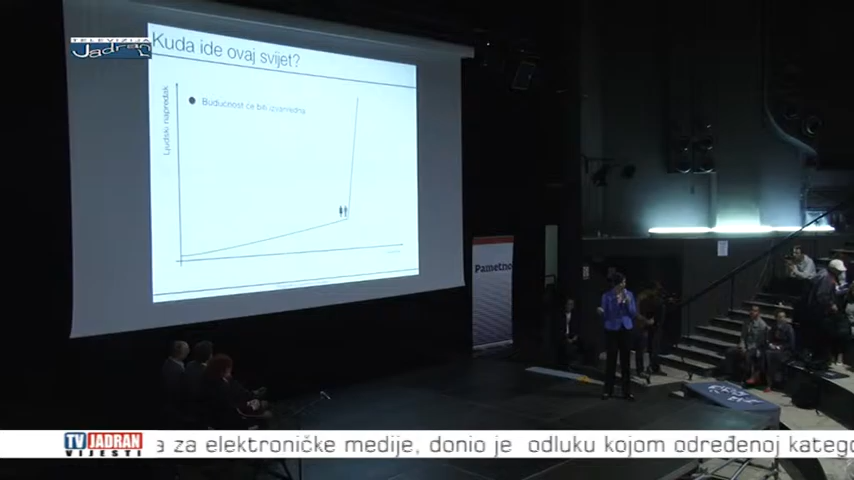 TELEVIZIJA
Jadran
Kuda ide ovaj svijet?
Ljudski napredak
Budućnost će biti izvanredna
Pametno
TV JADRAN
VIJESTI
a za elektroničke medije, donio je odluku kojom određenoj katego